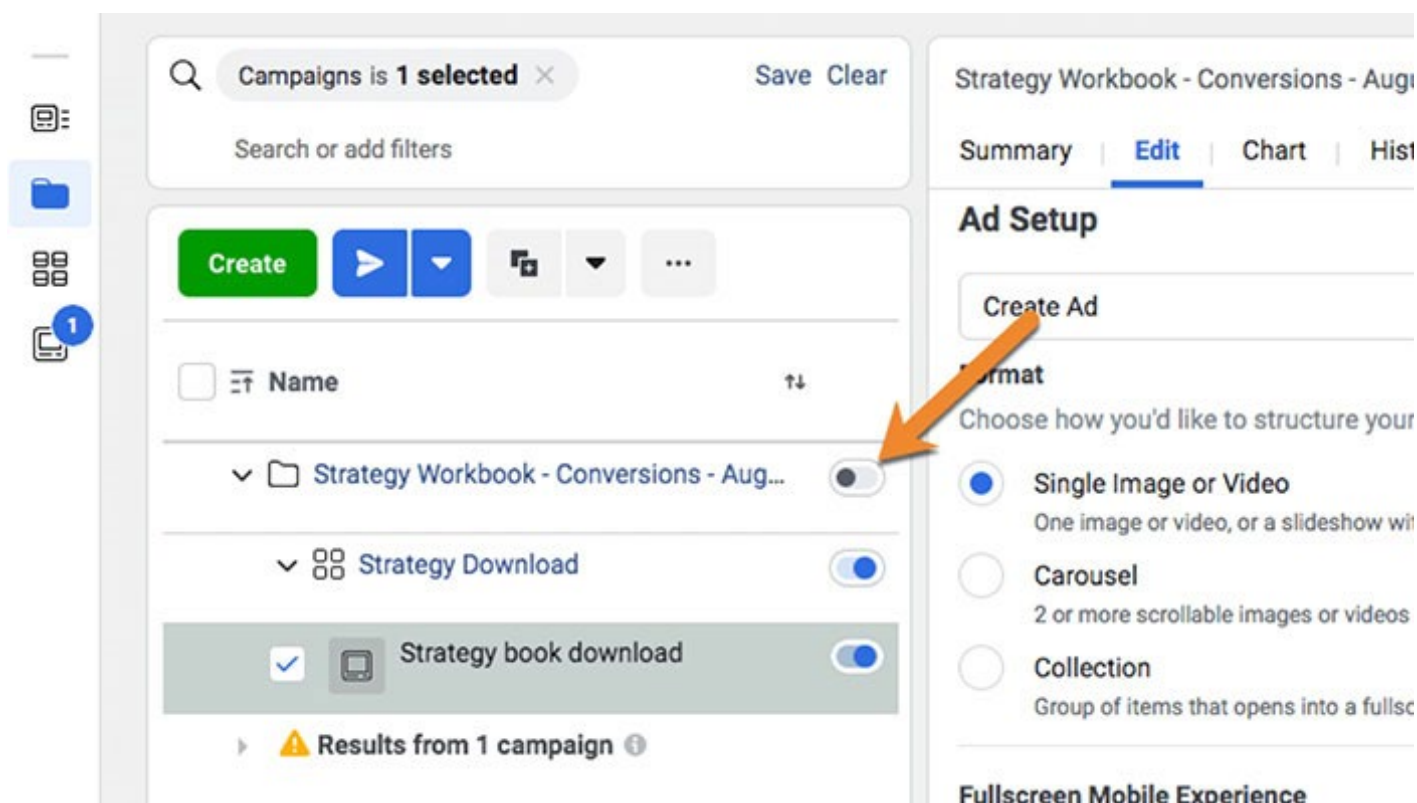 Campaigns is 1 selected
Save Clear
Search or add filters
Create
Name
Strategy Workbook - Conversions - Aug...
Strategy Download
Strategy book download
Results from 1 campaign
1
Strategy Workbook - Conversions - Augu
Summary Edit Chart Hist
Ad Setup
Create Ad
Format
Choose how you'd like to structure your
Single Image or Video
One image or video, or a slideshow wit
Carousel
2 or more scrollable images or videos
Collection
Group of items that opens into a fullsc
Fullscreen Mobile Experience